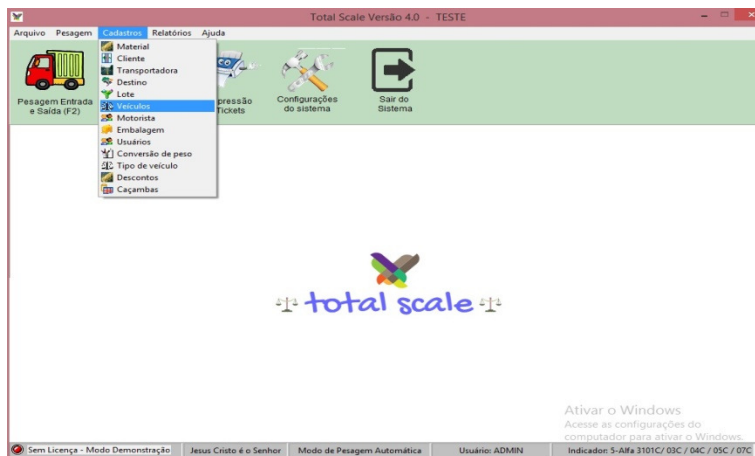 Total Scale Versão 4.0 - TESTE
Arquivo Pesagem Cadastros Relatórios Ajuda
Material
Cliente
Transportadora
Destino
Lote
Veículos
Motorista
Embalagem
Usuários
Conversão de peso
Tipo de veículo
Descontos
Caçambas
Pesagem Entrada
e Saída (F2)
pressão
Tickets
Configurações
do sistema
Sair do
Sistema
total scale
Ativar o Windows
Acesse as configurações do
computador para ativar o Windows.
Sem Licença - Modo Demonstração Jesus Cristo é o Senhor Modo de Pesagem Automática Usuário: ADMIN Indicador: 5-Alfa 3101C/ 03C / 04C / 05C / 07C